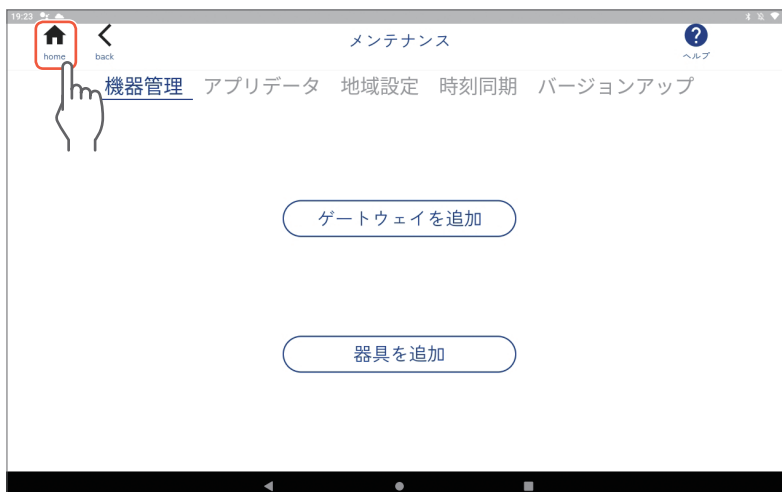 19:23
メンテナンス
home
back
ヘルプ
機器管理 アプリデータ 地域設定 時刻同期 バージョンアップ
ゲートウェイを追加
器具を追加